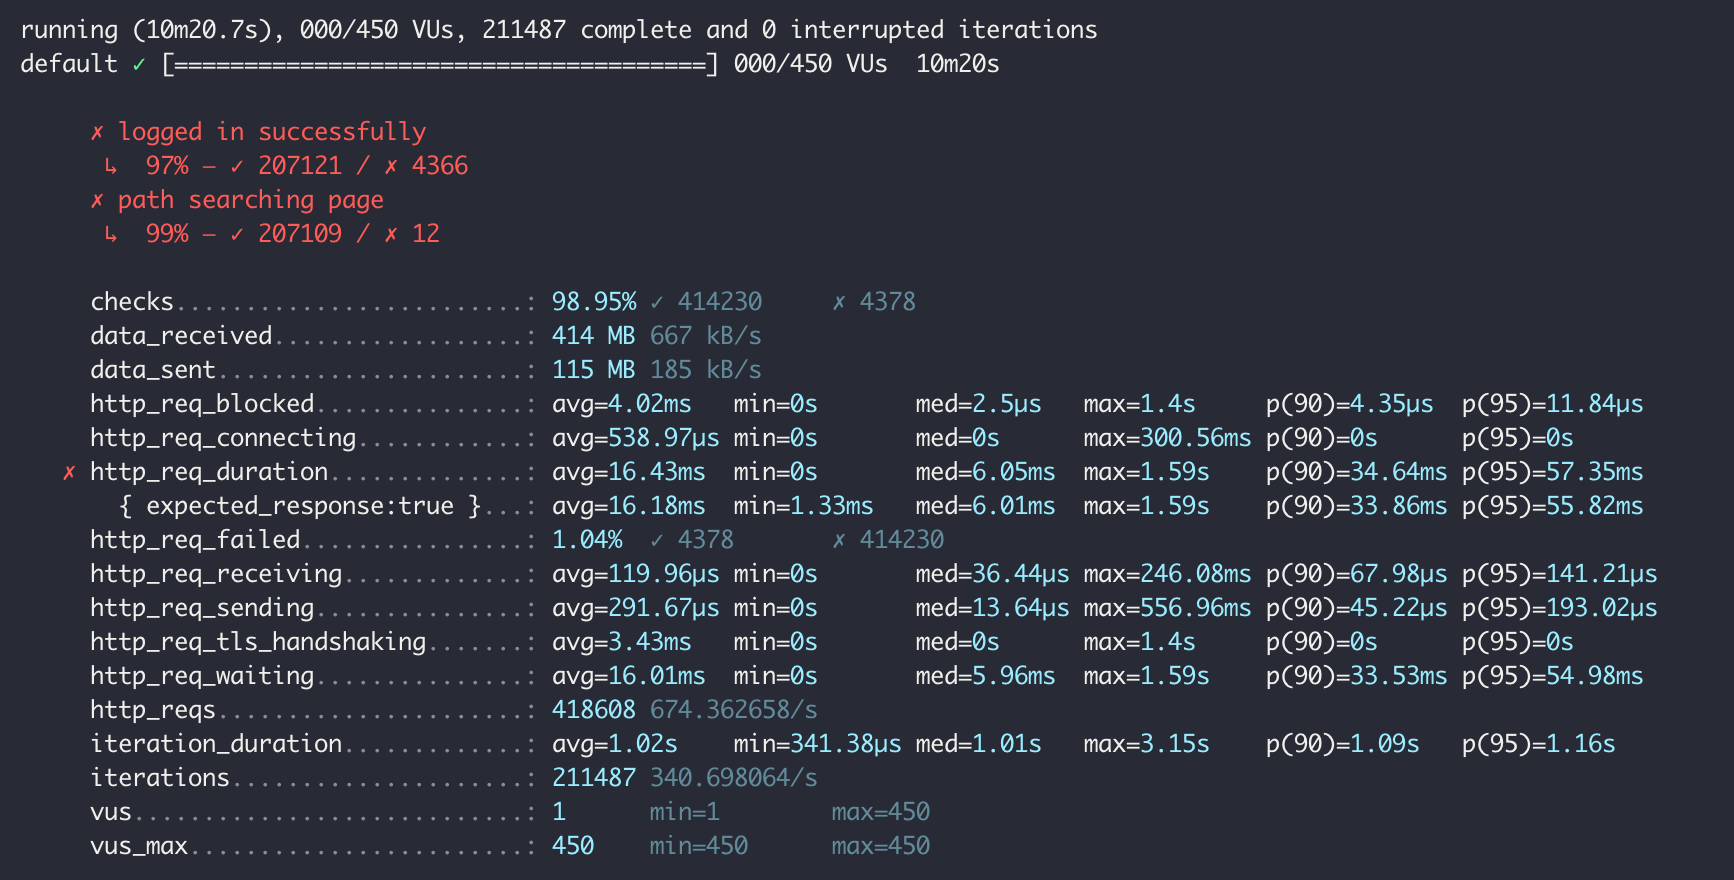 running (10m20.7s), 000/450 VUs, 211487 complete and 0 interrupted iterations
default ✓ [======================================] 000/450 VUs  10m20s
✗ logged in successfully
↳  97% — ✓ 207121 / ✗ 4366
✗ path searching page
↳  99% — ✓ 207109 / ✗ 12
checks.........................: 98.95% ✓ 414230     ✗ 4378
data_received..................: 414 MB 667 kB/s
data_sent......................: 115 MB 185 kB/s
http_req_blocked...............: avg=4.02ms   min=0s       med=2.5µs   max=1.4s     p(90)=4.35µs  p(95)=11.84µs
http_req_connecting............: avg=538.97µs min=0s       med=0s      max=300.56ms p(90)=0s      p(95)=0s
✗ http_req_duration..............: avg=16.43ms  min=0s       med=6.05ms  max=1.59s    p(90)=34.64ms p(95)=57.35ms
{ expected_response:true }...: avg=16.18ms  min=1.33ms   med=6.01ms  max=1.59s    p(90)=33.86ms p(95)=55.82ms
http_req_failed................: 1.04%  ✓ 4378       ✗ 414230
http_req_receiving.............: avg=119.96µs min=0s       med=36.44µs max=246.08ms p(90)=67.98µs p(95)=141.21µs
http_req_sending...............: avg=291.67µs min=0s       med=13.64µs max=556.96ms p(90)=45.22µs p(95)=193.02µs
http_req_tls_handshaking.......: avg=3.43ms   min=0s       med=0s      max=1.4s     p(90)=0s      p(95)=0s
http_req_waiting...............: avg=16.01ms  min=0s       med=5.96ms  max=1.59s    p(90)=33.53ms p(95)=54.98ms
http_reqs......................: 418608 674.362658/s
iteration_duration.............: avg=1.02s    min=341.38µs med=1.01s   max=3.15s    p(90)=1.09s   p(95)=1.16s
iterations.....................: 211487 340.698064/s
vus............................: 1      min=1        max=450
vus_max........................: 450    min=450      max=450